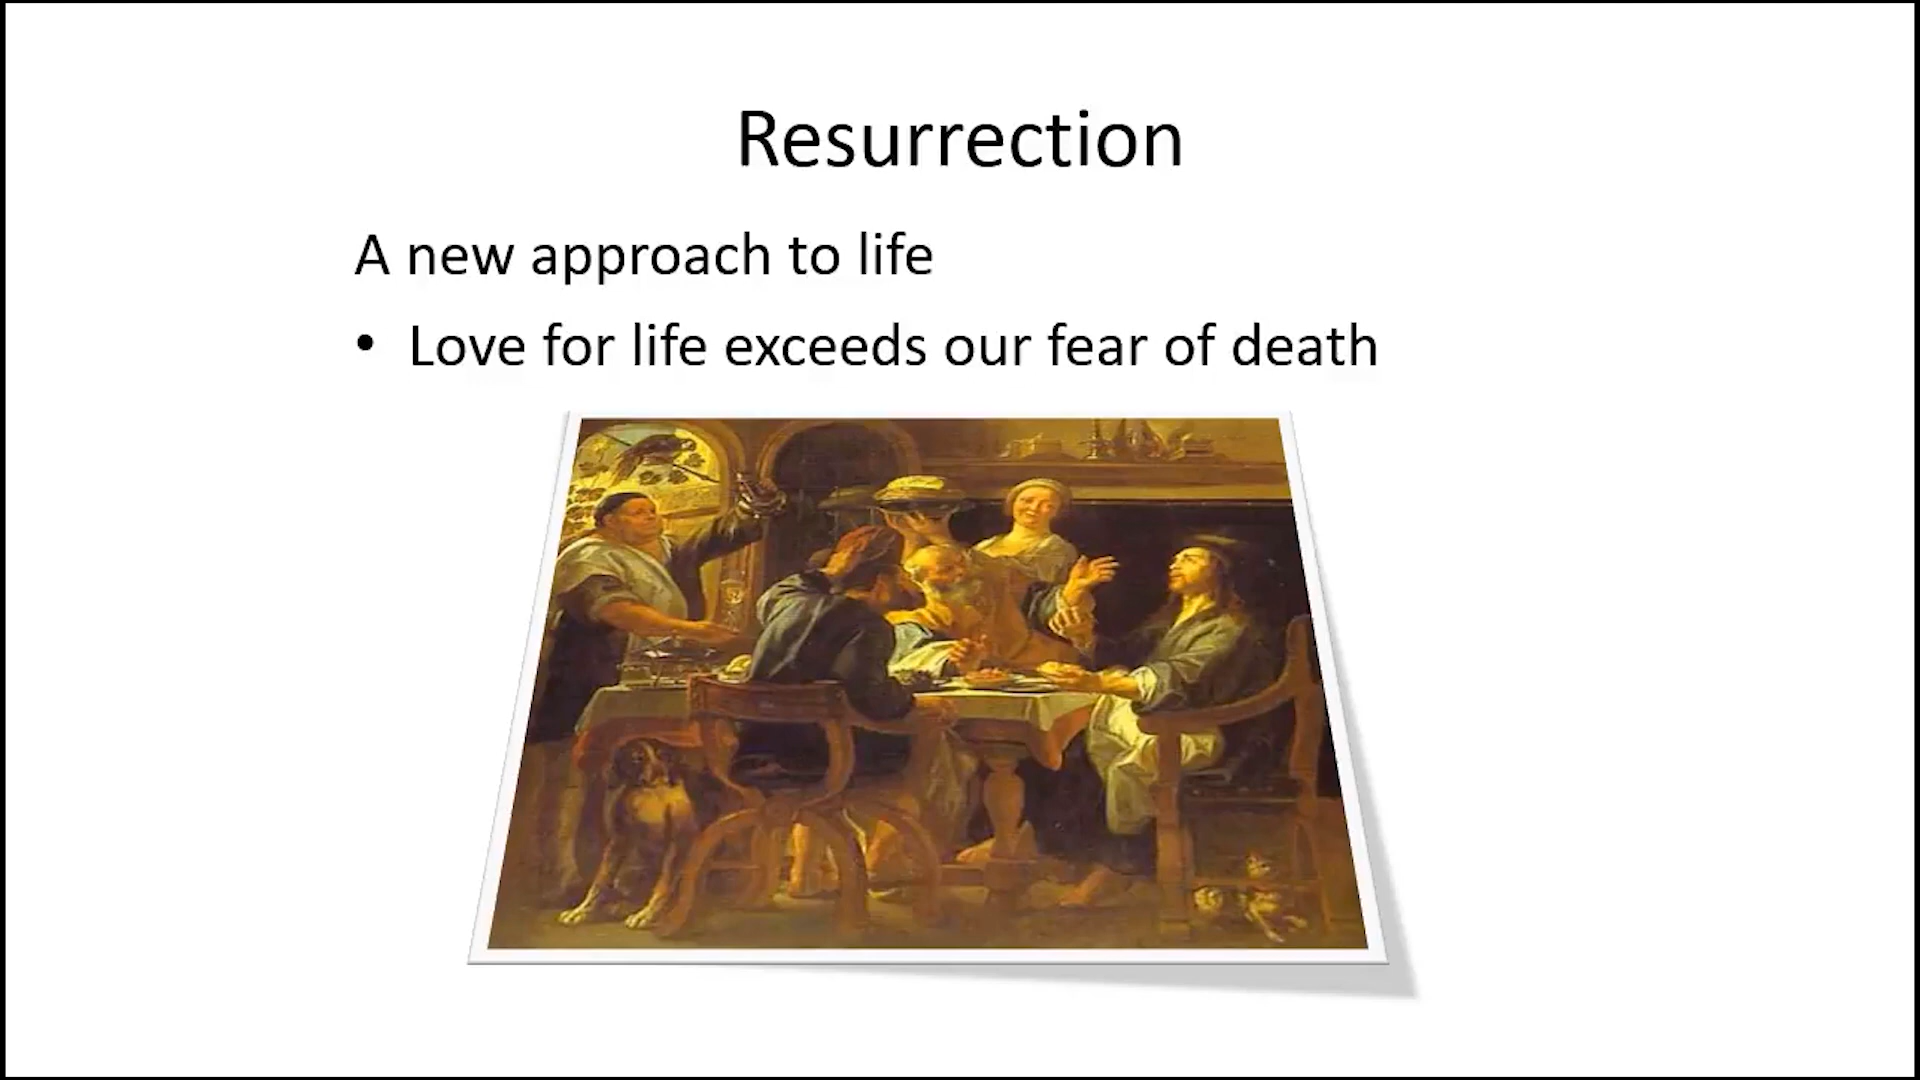 Resurrection
A new approach to life
• Love for life exceeds our fear of death